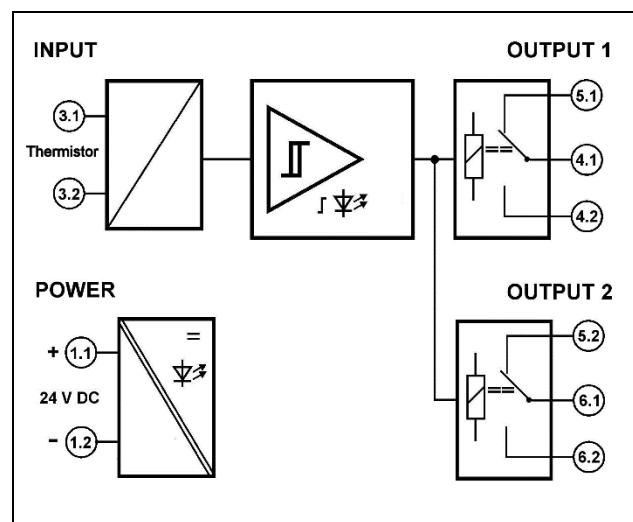 INPUT
OUTPUT 1
3.1
5.1
Thermistor
4.1
3.2
4.2
POWER
OUTPUT 2
+ 1.1
5.2
24 V DC
6.1
- 1.2
6.2